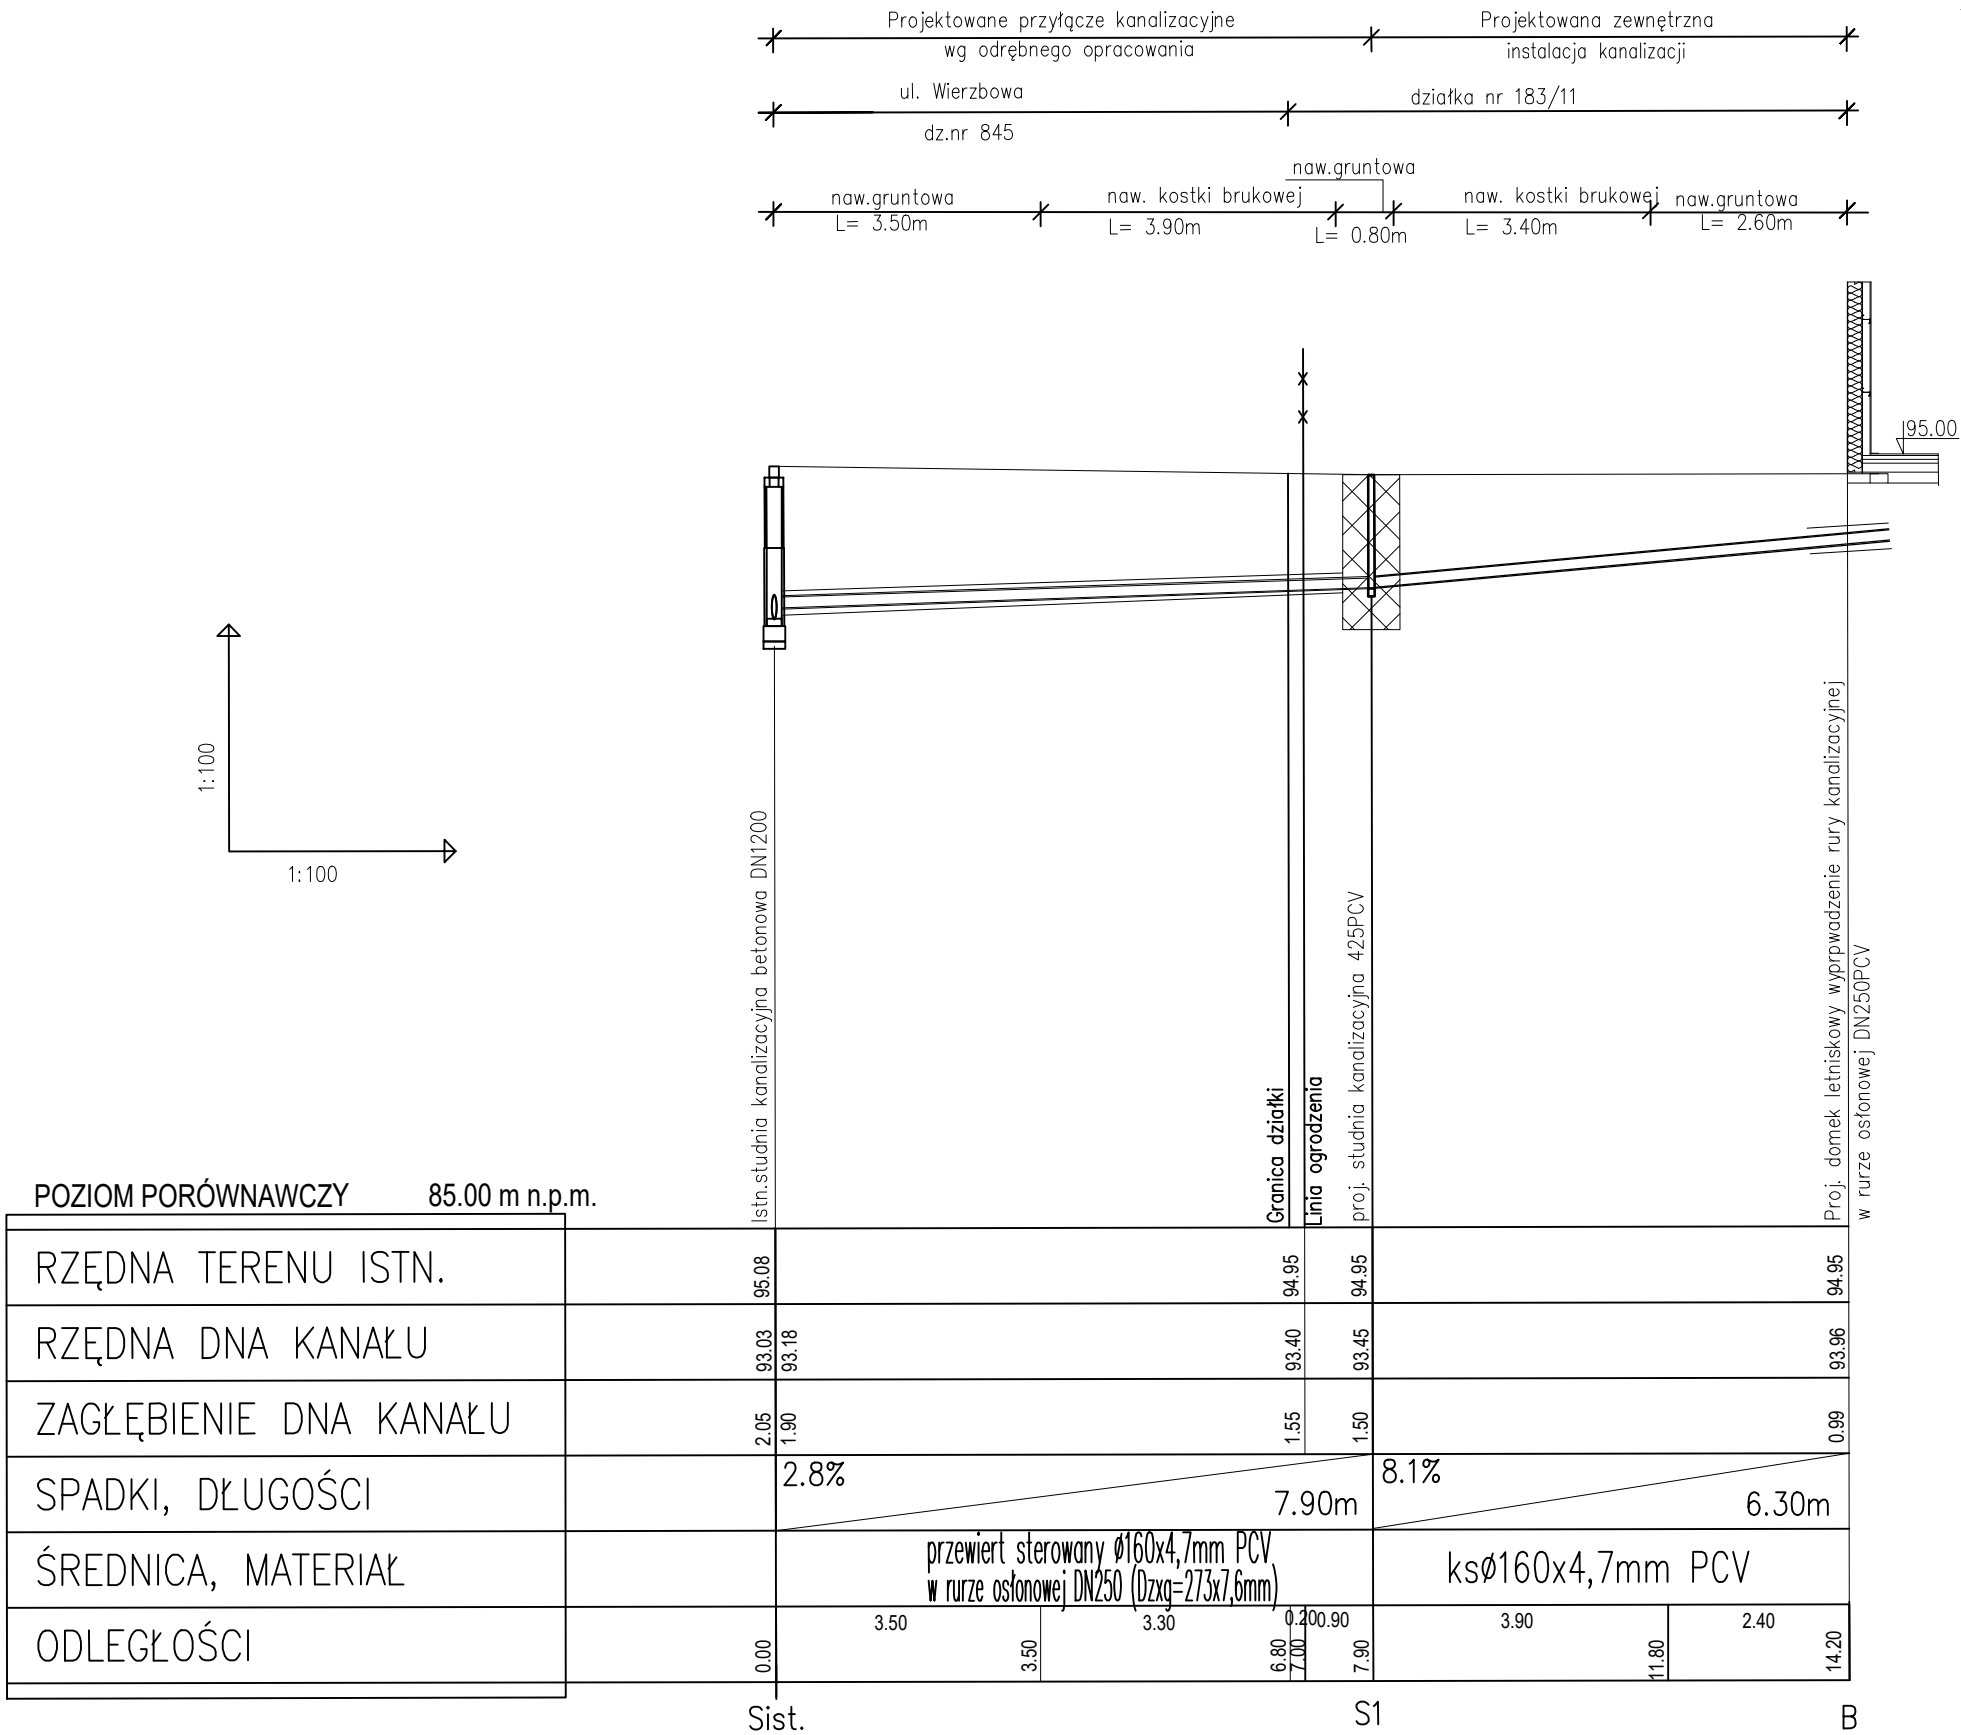 Projektowane przyłącze kanalizacyjne
wg odrębnego opracowania
Projektowana zewnętrzna
instalacja kanalizacji
ul. Wierzbowa
dz.nr 845
działka nr 183/11
naw.gruntowa
naw.gruntowa
L= 3.50m
naw. kostki brukowej
L= 3.90m
L= 0.80m
naw. kostki brukowej
L= 3.40m
naw.gruntowa
L= 2.60m
95.00
1:100
1:100
Istn.studnia kanalizacyjna betonowa DN1200
Granica działki
Linia ogrodzenia
proj. studnia kanalizacyjna 425PCV
Proj. domek letniskowy wyprpwadzenie rury kanalizacyjnej
w rurze osłonowej DN250PCV
POZIOM PORÓWNAWCZY 85.00 m n.p.m.
RZĘDNA TERENU ISTN.
95.08 94.95 94.95 94.95
RZĘDNA DNA KANAŁU
93.03 93.18 93.40 93.45 93.96
ZAGŁĘBIENIE DNA KANAŁU
2.05 1.90 1.55 1.50 0.99
SPADKI, DŁUGOŚCI
2.8% 7.90m 8.1% 6.30m
ŚREDNICA, MATERIAŁ
przewiert sterowany ø160x4,7mm PCV
w rurze osłonowej DN250 (Dzxg=273x7,6mm)
ksø160x4,7mm PCV
ODLEGŁOŚCI
3.50 3.30 0.20 0.90 3.90 2.40
0.00 3.50 6.80 7.00 7.90 11.80 14.20
Sist. S1 B